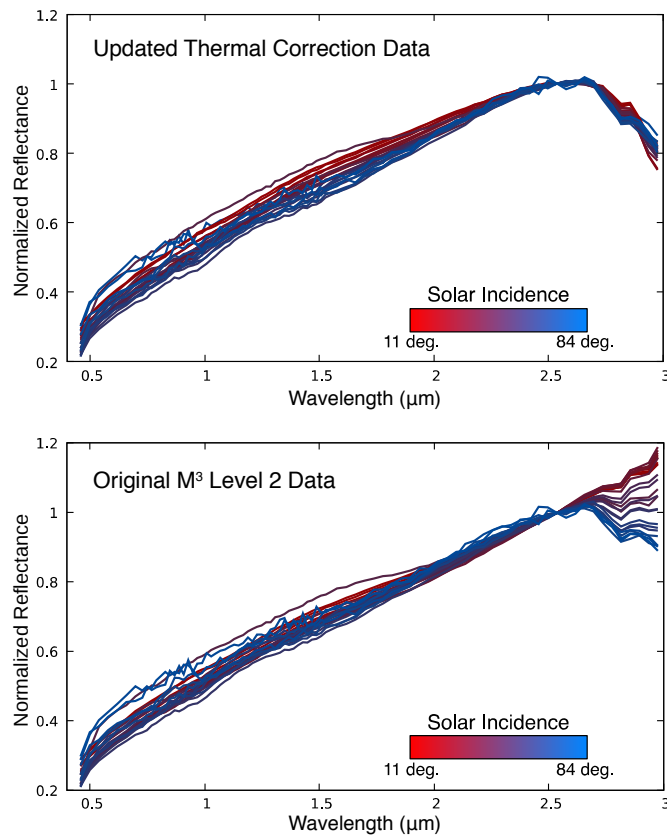 1.2
Updated Thermal Correction Data
1
0.8
0.6
0.4
0.2
Normalized Reflectance
Solar Incidence
11 deg. 84 deg.
0.5 1 1.5 2 2.5 3
Wavelength (μm)
1.2
Original M³ Level 2 Data
1
0.8
0.6
0.4
0.2
Normalized Reflectance
Solar Incidence
11 deg. 84 deg.
0.5 1 1.5 2 2.5 3
Wavelength (μm)